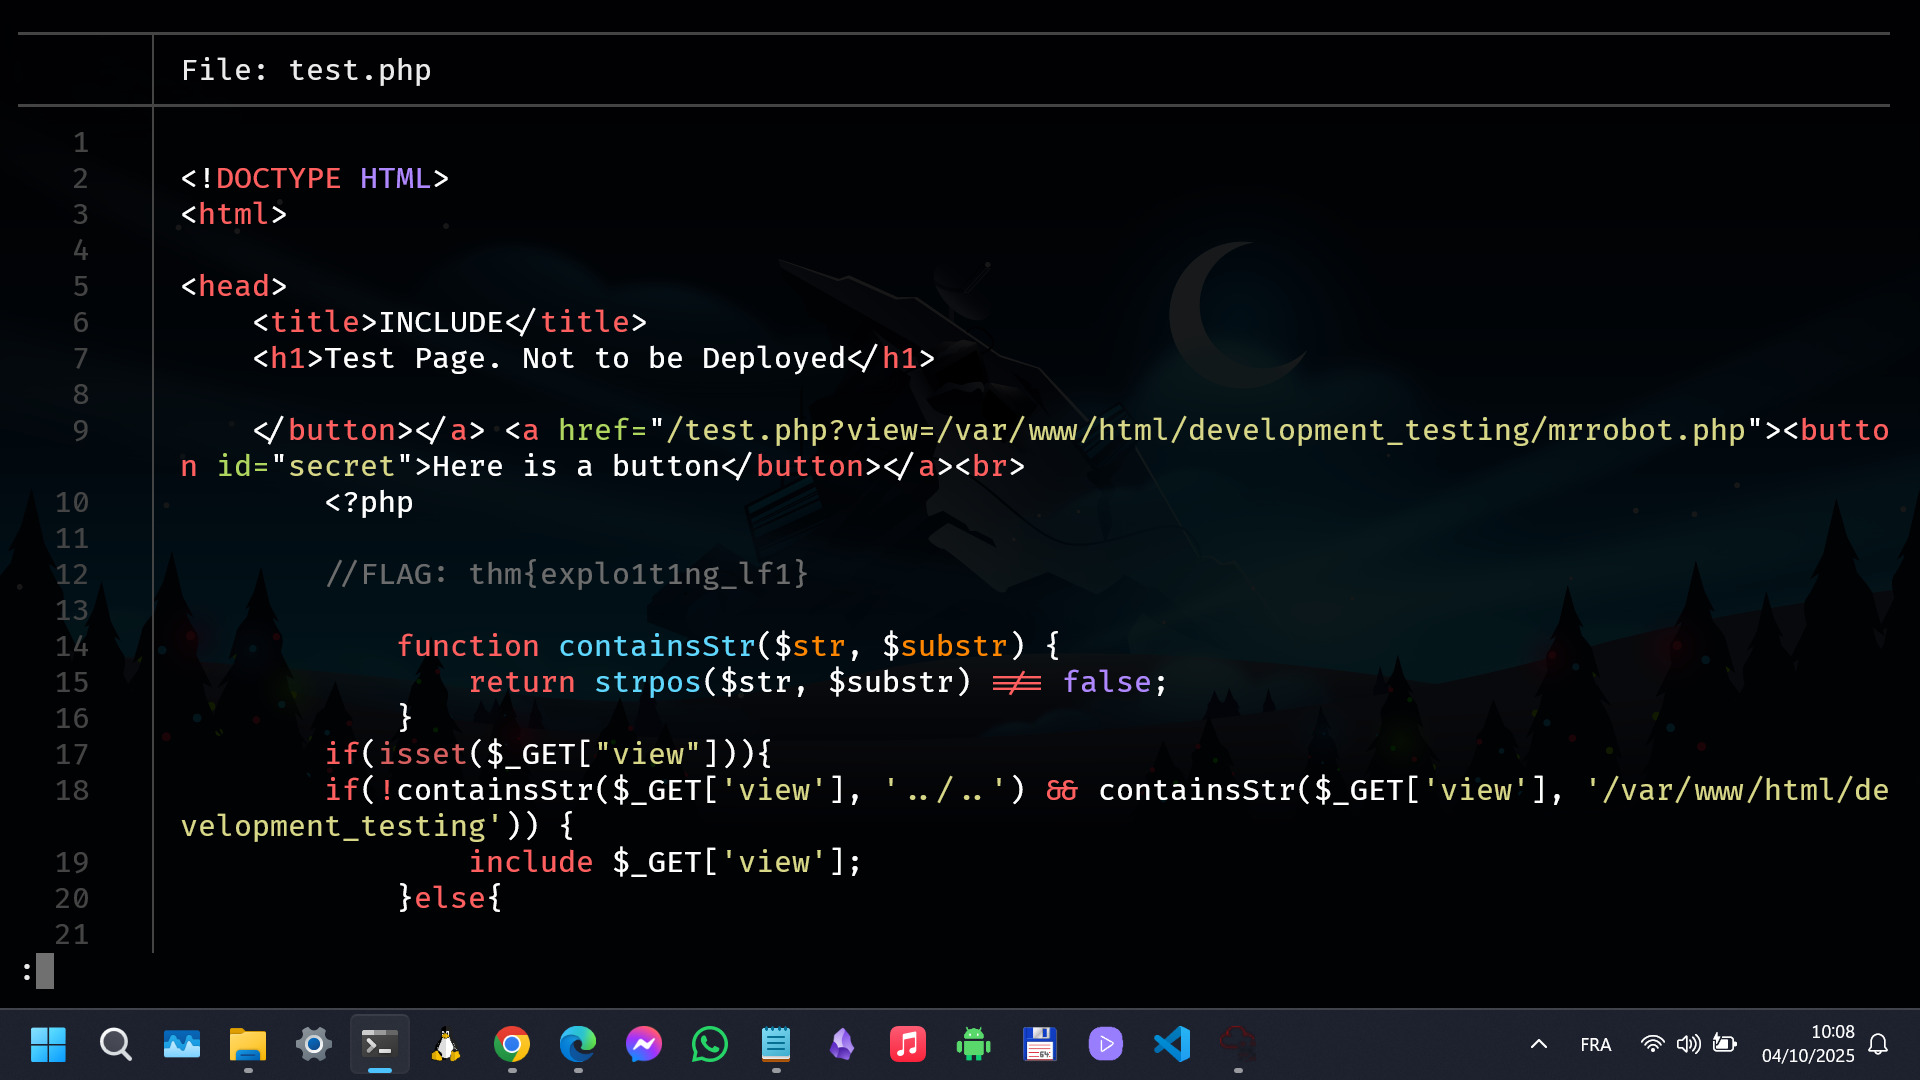 File: test.php
1
2 <!DOCTYPE HTML>
3 <html>
4
5 <head>
6     <title>INCLUDE</title>
7     <h1>Test Page. Not to be Deployed</h1>
8
9     </button></a> <a href="/test.php?view=/var/www/html/development_testing/mrrobot.php"><butto
n id="secret">Here is a button</button></a><br>
10         <?php
11
12         //FLAG: thm{explo1t1ng_lf1}
13
14             function containsStr($str, $substr) {
15                 return strpos($str, $substr) !== false;
16             }
17         if(isset($_GET["view"])){
18         if(!containsStr($_GET['view'], '../..') && containsStr($_GET['view'], '/var/www/html/de
velopment_testing')) {
19                 include $_GET['view'];
20             }else{
21
:
FRA
10:08
04/10/2025
64